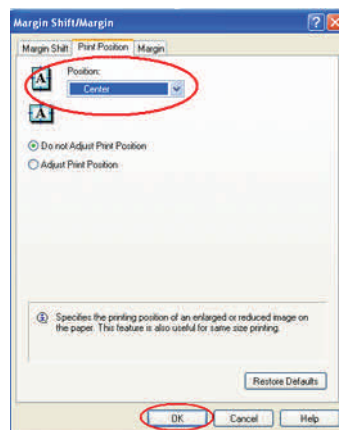 Margin Shift/Margin
Margin Shift Print Position Margin
Position:
A
Center
A
Do not Adjust Print Position
Adjust Print Position
Specifies the printing position of an enlarged or reduced image on
the paper. This feature is also useful for same size printing.
Restore Defaults
OK Cancel Help